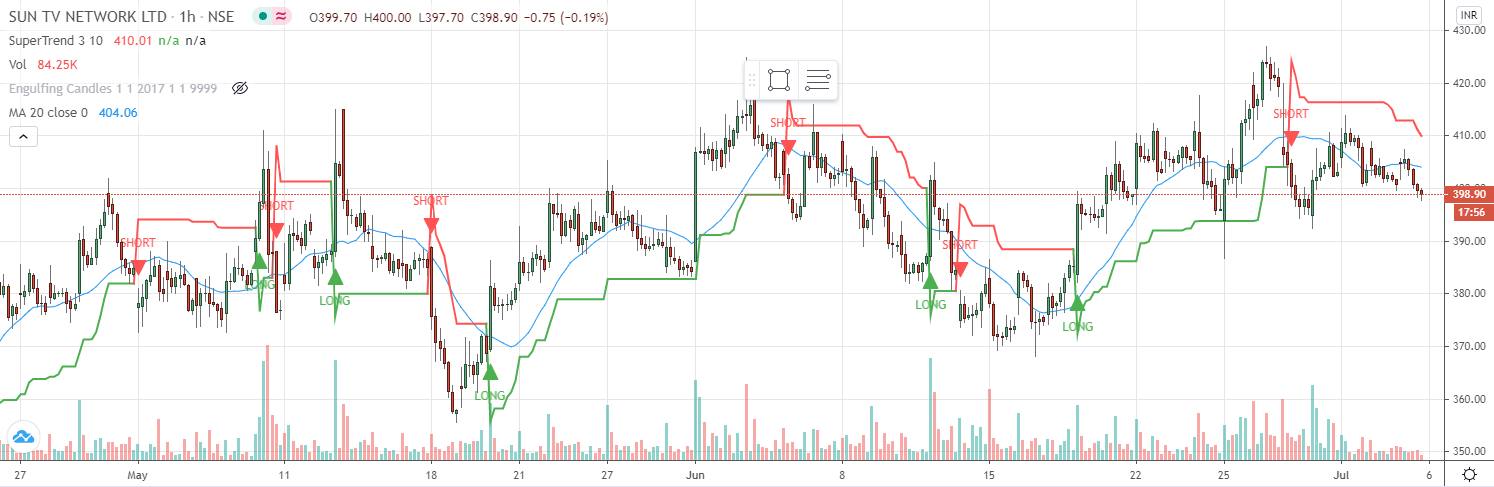 SUN TV NETWORK LTD · 1h · NSE O399.70 H400.00 L397.70 C398.90 −0.75 (−0.19%)
INR
SuperTrend 3 10 410.01 n/a n/a
430.00
Vol 84.25K
Engulfing Candles 1 1 2017 1 1 9999
420.00
MA 20 close 0 404.06
SHORT
SHORT
410.00
SHORT
SHORT
398.90
17:56
SHORT
SHORT
390.00
LONG
380.00
LONG
LONG
LONG
370.00
LONG
360.00
350.00
27 May 11 18 21 27 Jun 8 15 22 25 Jul 6